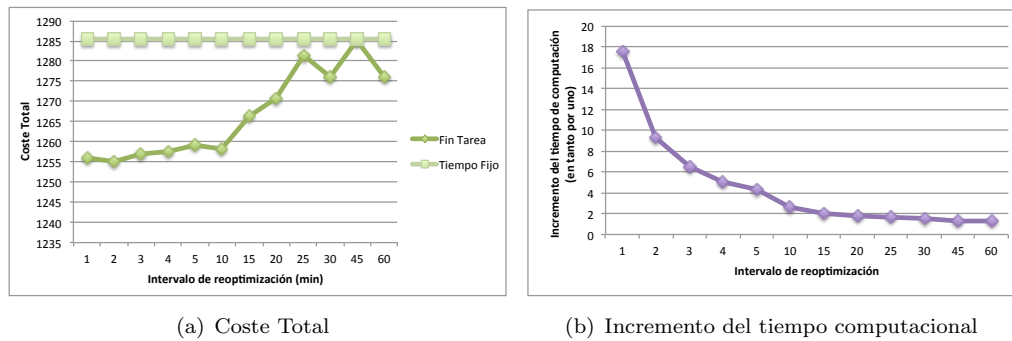 1290
1285
1280
1275
1270
1265
1260
1255
1250
1245
1240
1235
Coste Total
1 2 3 4 5 10 15 20 25 30 45 60
Intervalo de reoptimización (min)
Fin Tarea
Tiempo Fijo
(a) Coste Total
20
18
16
14
12
10
8
6
4
2
0
Incremento del tiempo de computación
(en tanto por uno)
1 2 3 4 5 10 15 20 25 30 45 60
Intervalo de reoptimización
(b) Incremento del tiempo computacional